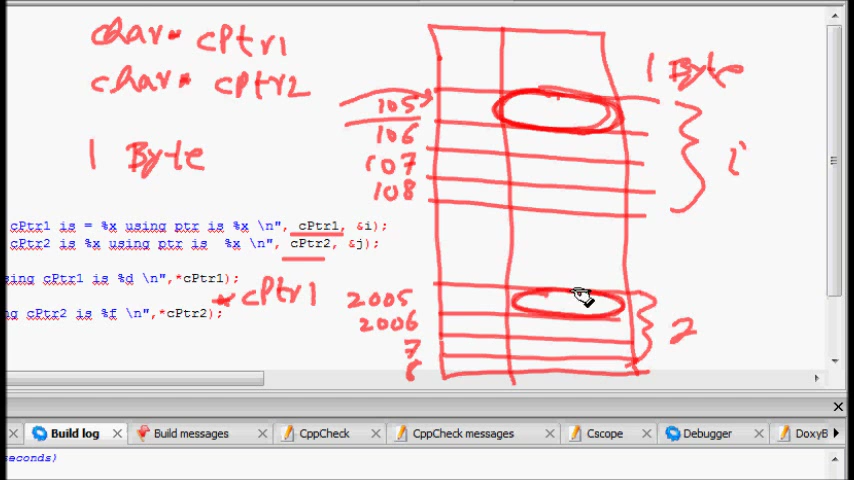 char* cPtr1
char* cPtr2
1 Byte
1 Byte
105
106
107
108
i
cPtr1 is = %x using ptr is %x \n", cPtr1, &i);
cPtr2 is %x using ptr is  %x \n", cPtr2, &j);
sing cPtr1 is %d \n",*cPtr1);
*cPtr1
ng cPtr2 is %f \n",*cPtr2);
2005
2006
7
8
2
Build log
Build messages
CppCheck
CppCheck messages
Cscope
Debugger
DoxyB
seconds)